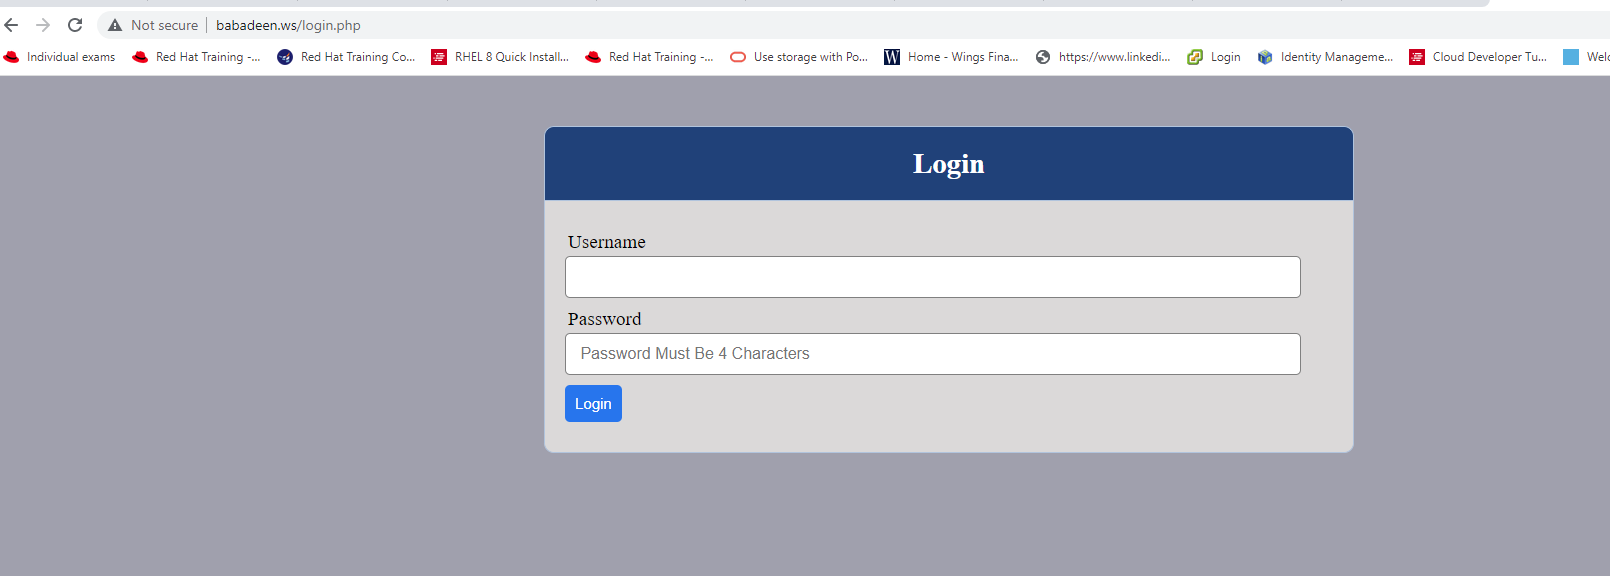 Not secure babadeen.ws/login.php
Individual exams Red Hat Training -... Red Hat Training Co... RHEL 8 Quick Install... Red Hat Training -... Use storage with Po... W Home - Wings Fina... https://www.linkedi... Login Identity Manageme... Cloud Developer Tu... Welc
Login
Username
Password
Password Must Be 4 Characters
Login